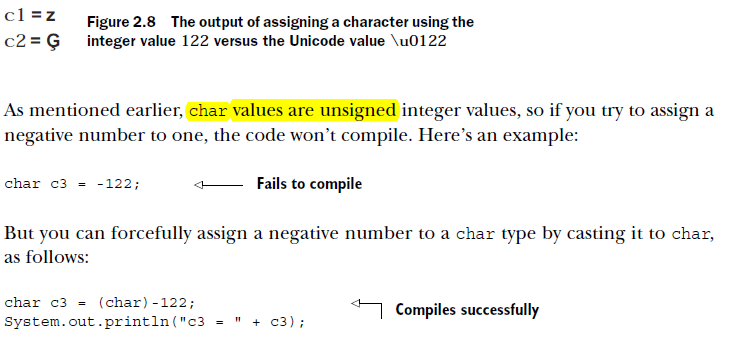 c1 = z
c2 = Ģ
Figure 2.8 The output of assigning a character using the
integer value 122 versus the Unicode value \u0122
As mentioned earlier, char values are unsigned integer values, so if you try to assign a
negative number to one, the code won’t compile. Here’s an example:
char c3 = -122;
Fails to compile
But you can forcefully assign a negative number to a char type by casting it to char,
as follows:
char c3 = (char)-122;
System.out.println("c3 = " + c3);
Compiles successfully